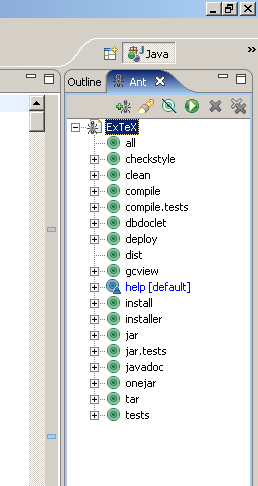 Java
Outline
Ant
ExTeX
all
checkstyle
clean
compile
compile.tests
dbdoclet
deploy
dist
gcview
help [default]
install
installer
jar
jar.tests
javadoc
onejar
tar
tests